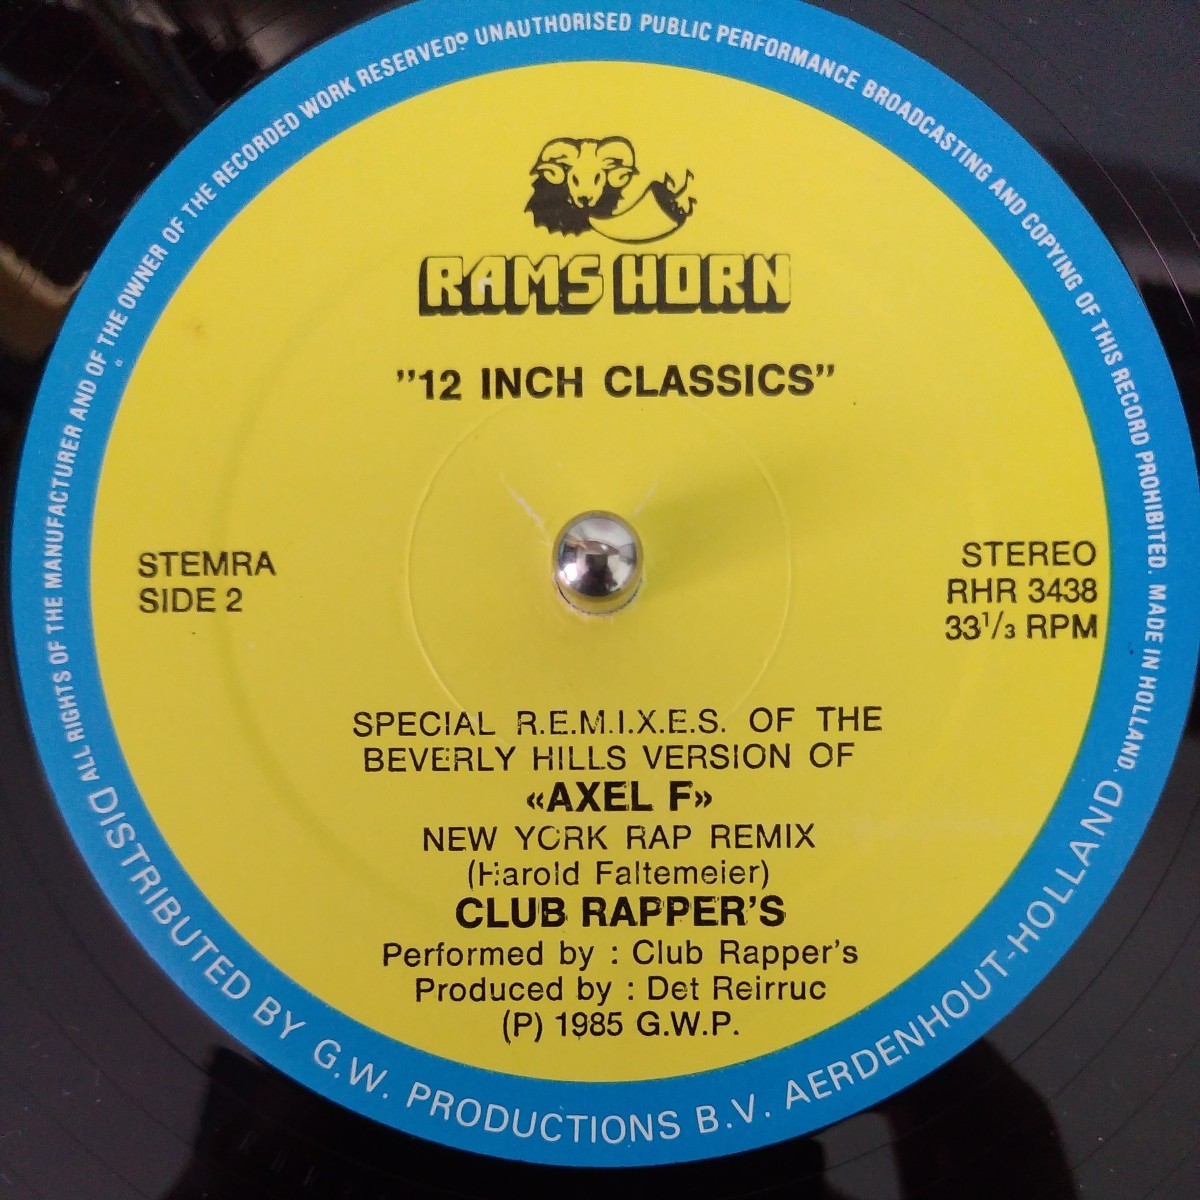 ALL RIGHTS OF THE MANUFACTURER AND OF THE OWNER OF THE RECORDED WORK RESERVED. UNAUTHORISED PUBLIC PERFORMANCE BROADCASTING AND COPYING OF THIS RECORD PROHIBITED. MADE IN HOLLAND.
RAMS HORN
"12 INCH CLASSICS"
STEMRA
SIDE 2
STEREO
RHR 3438
33 1/3 RPM
SPECIAL R.E.M.I.X.E.S. OF THE
BEVERLY HILLS VERSION OF
«AXEL F»
NEW YORK RAP REMIX
(Harold Faltemeier)
CLUB RAPPER'S
Performed by : Club Rapper's
Produced by : Det Reirruc
(P) 1985 G.W.P.
DISTRIBUTED BY G.W. PRODUCTIONS B.V. AERDENHOUT-HOLLAND